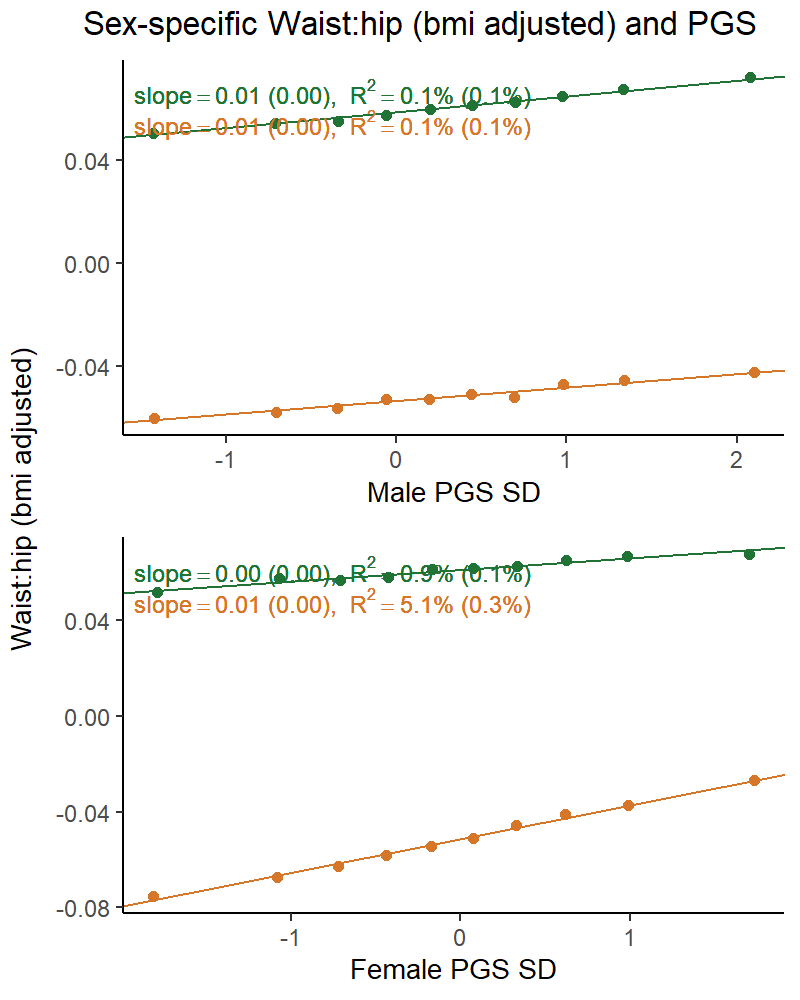 Sex-specific Waist:hip (bmi adjusted) and PGS
Waist:hip (bmi adjusted)
slope = 0.01 (0.00), R² = 0.1% (0.1%)
slope = 0.01 (0.00), R² = 0.1% (0.1%)
0.04
0.00
-0.04
-1 0 1 2
Male PGS SD
slope = 0.00 (0.00), R² = 0.9% (0.1%)
slope = 0.01 (0.00), R² = 5.1% (0.3%)
0.04
0.00
-0.04
-0.08
-1 0 1
Female PGS SD